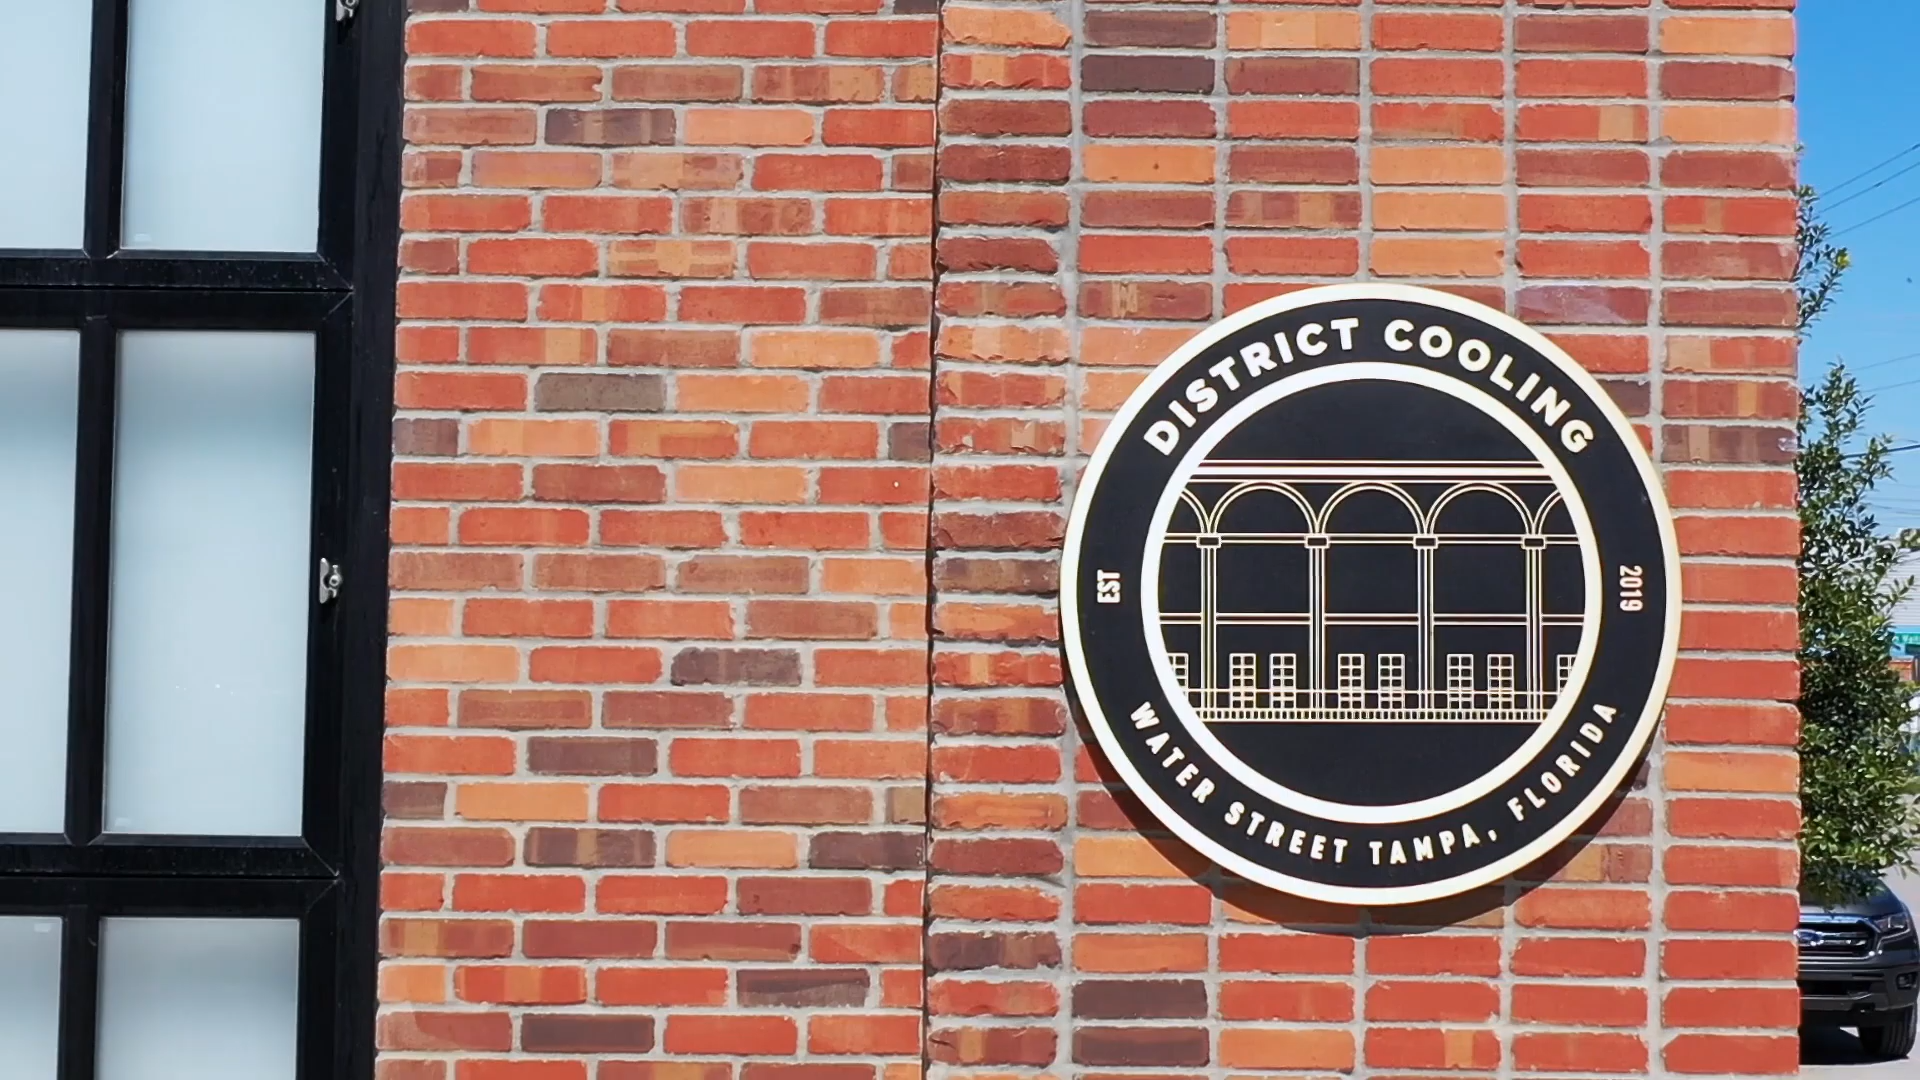 DISTRICT COOLING
EST
2019
WATER STREET TAMPA, FLORIDA